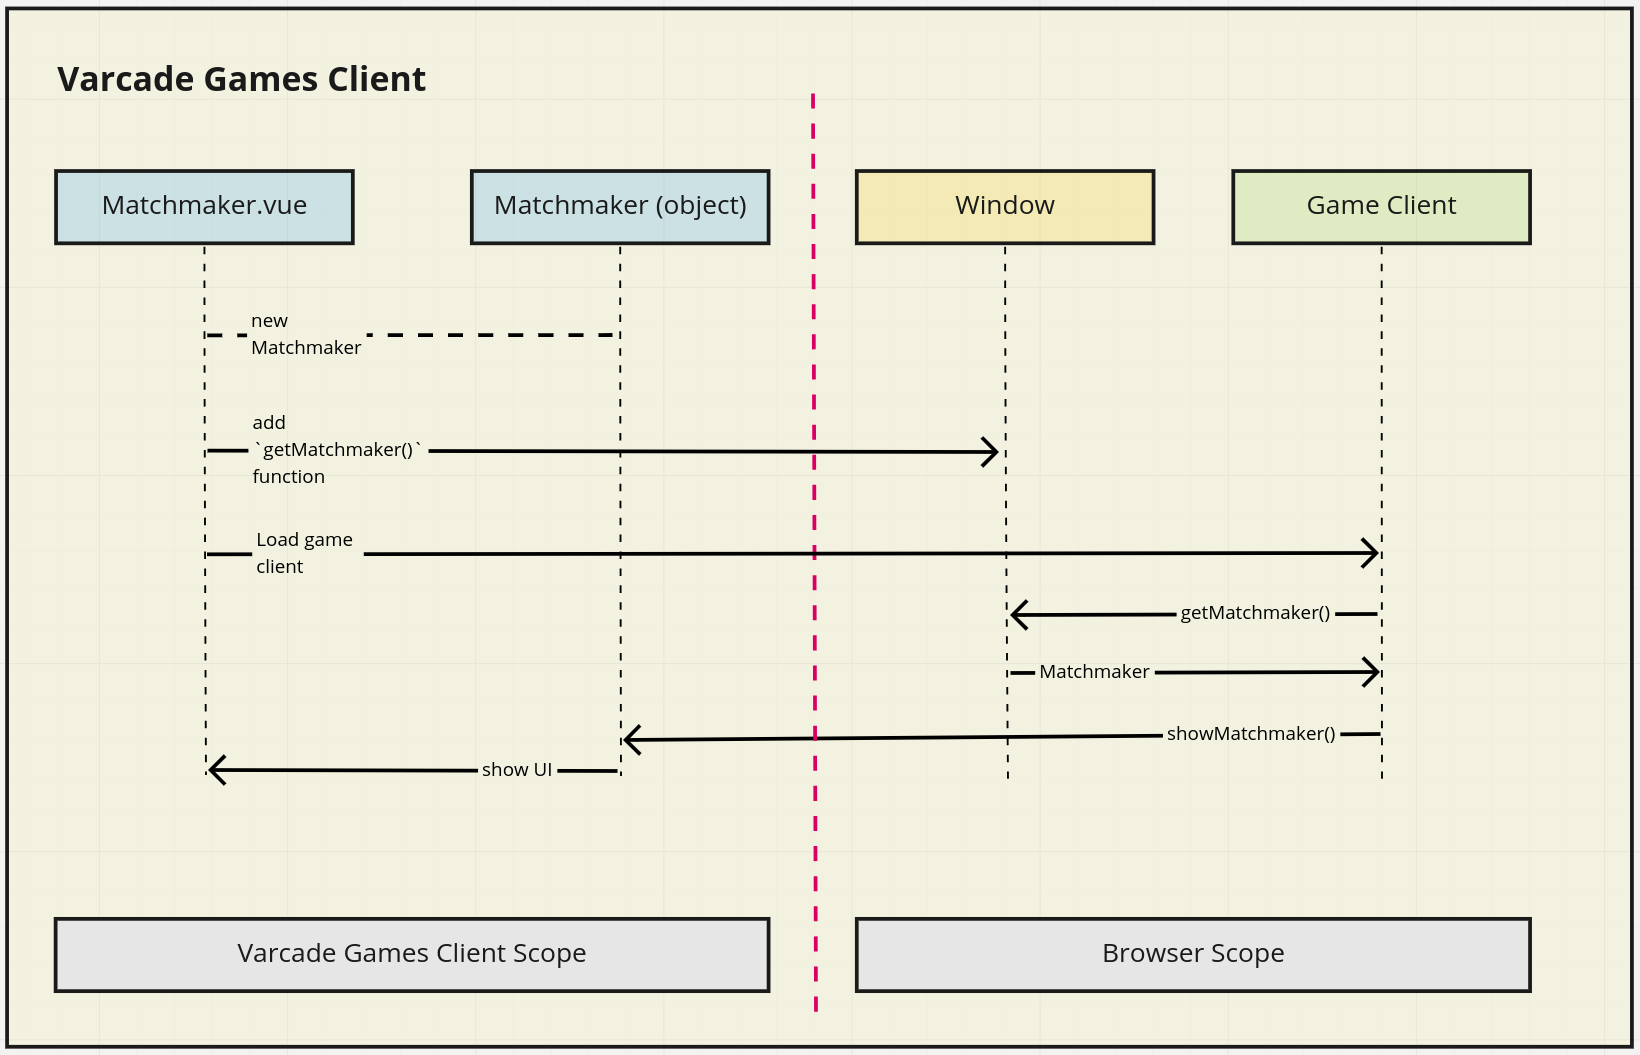 Varcade Games Client
Matchmaker.vue
Matchmaker (object)
Window
Game Client
new
Matchmaker
add
`getMatchmaker()`
function
Load game
client
getMatchmaker()
Matchmaker
showMatchmaker()
show UI
Varcade Games Client Scope
Browser Scope